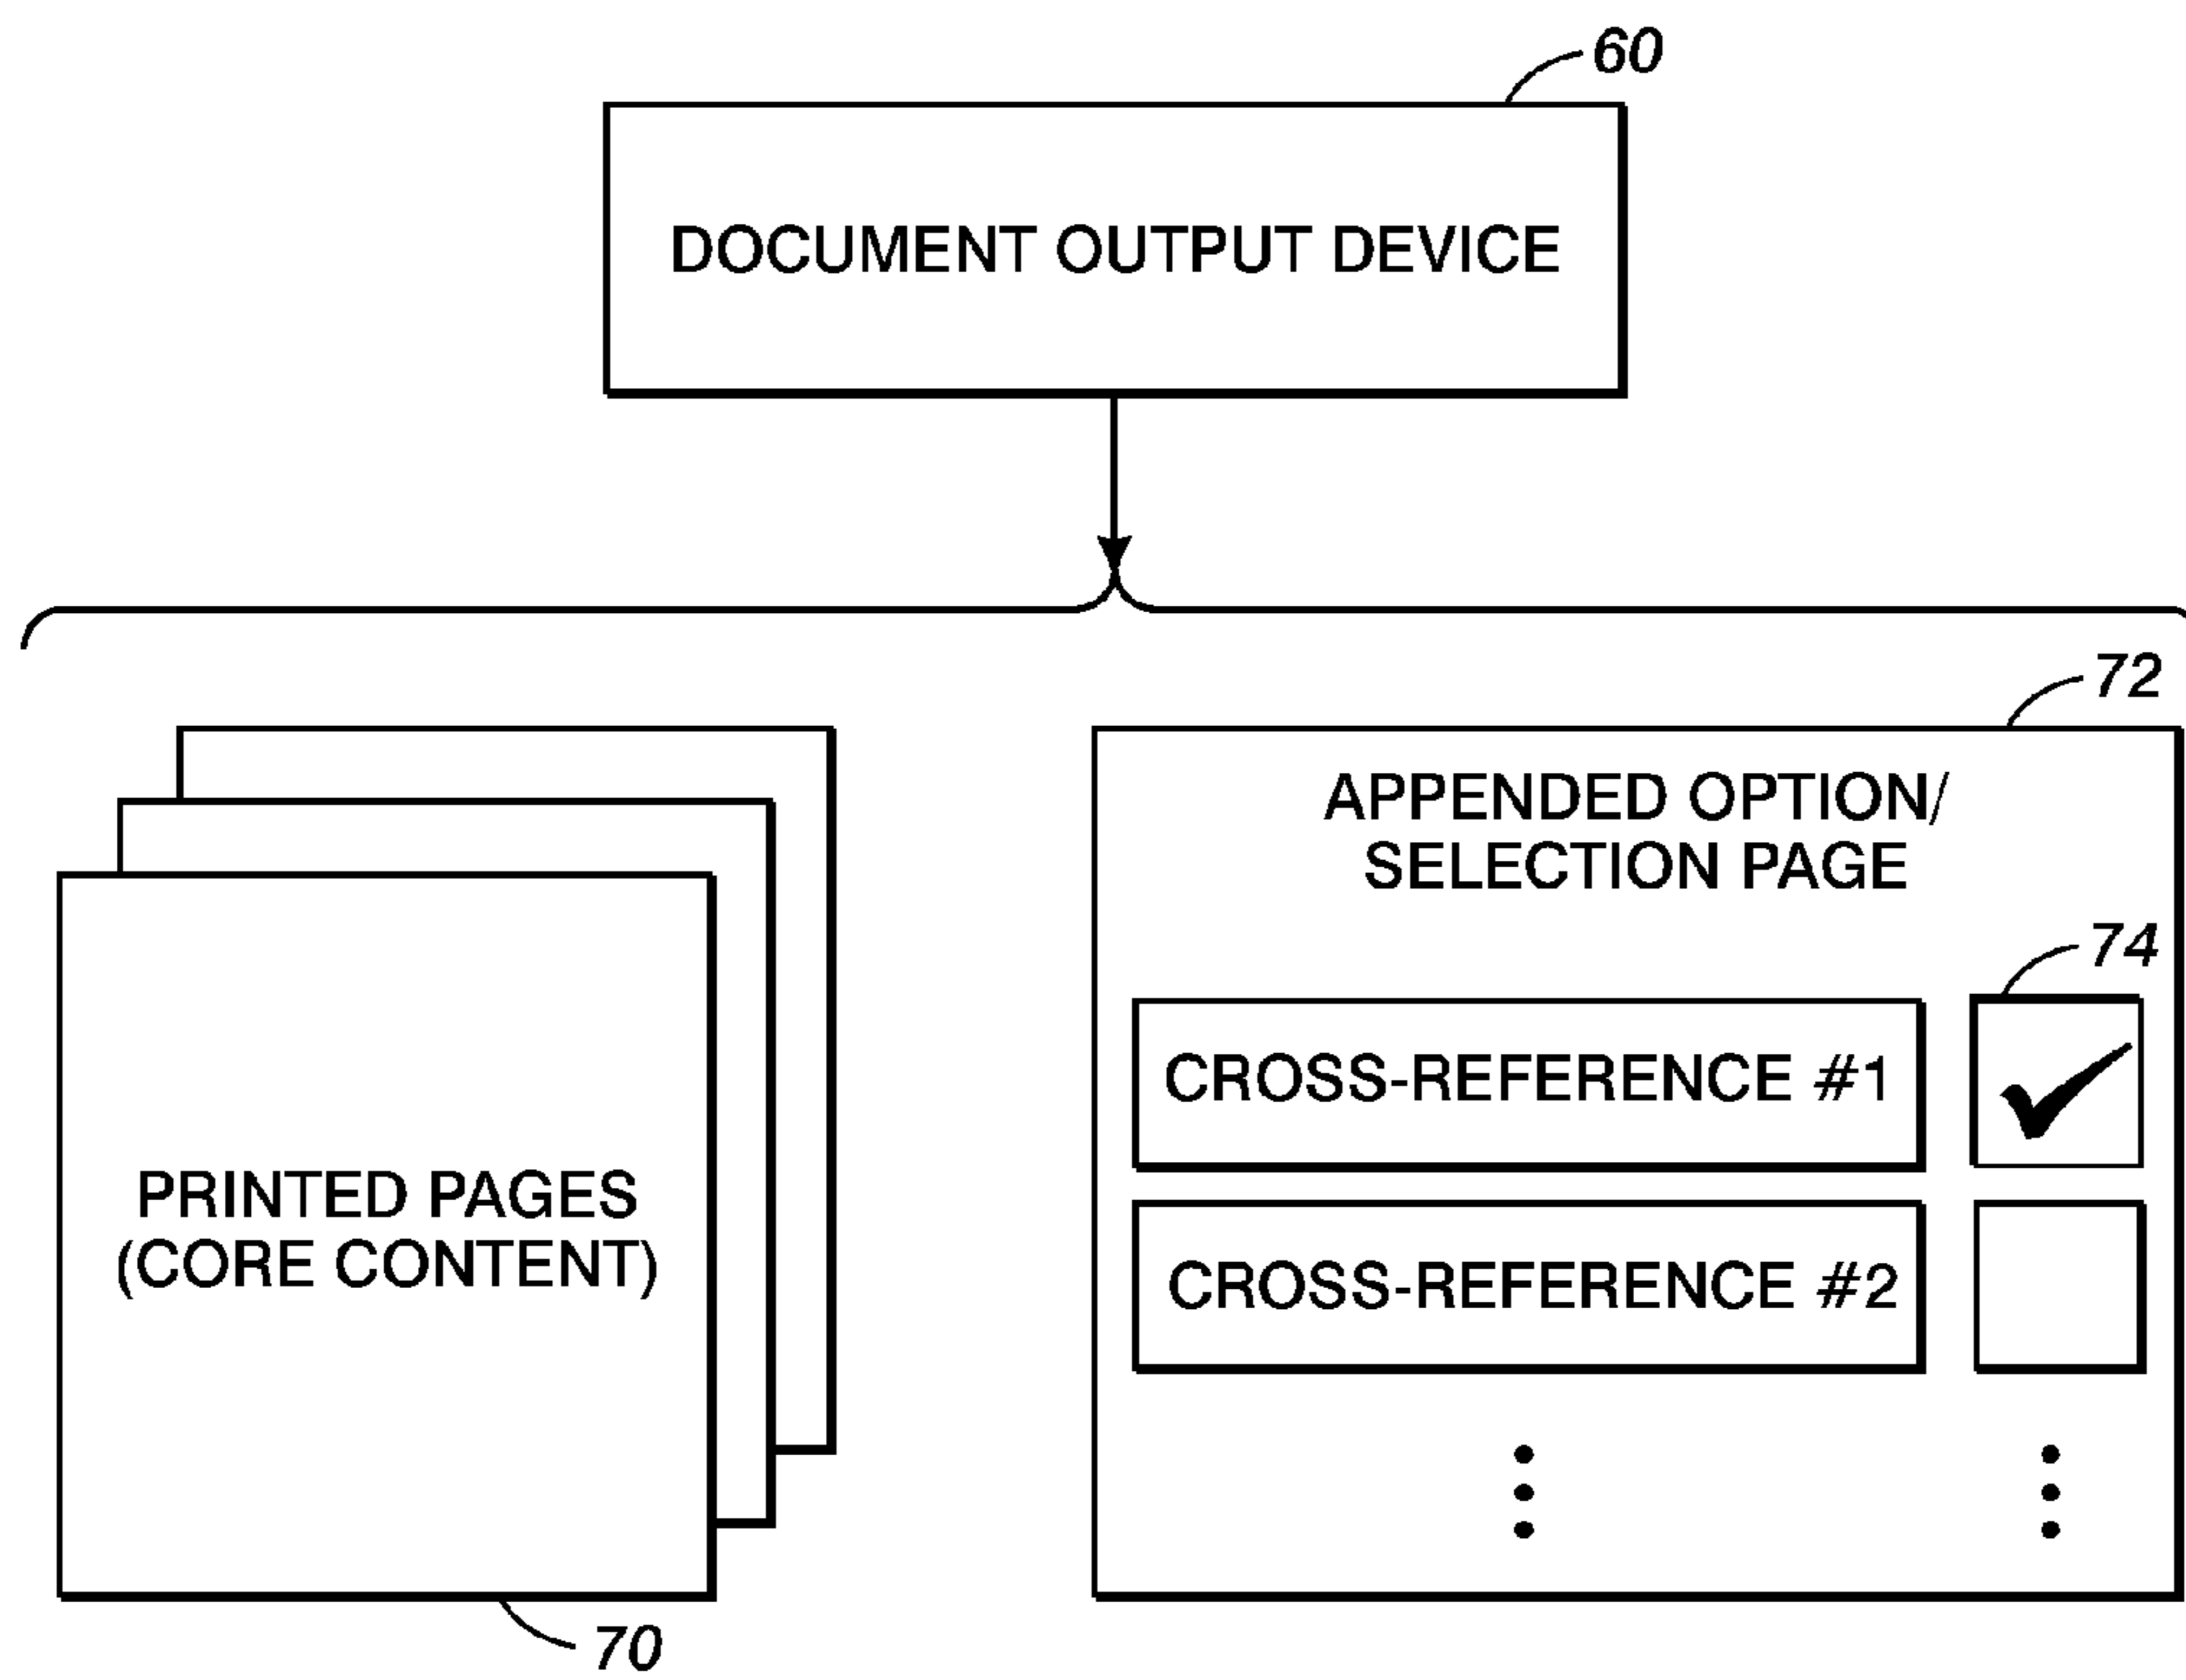 60
DOCUMENT OUTPUT DEVICE
72
APPENDED OPTION/
SELECTION PAGE
74
CROSS-REFERENCE #1
CROSS-REFERENCE #2
PRINTED PAGES
(CORE CONTENT)
70